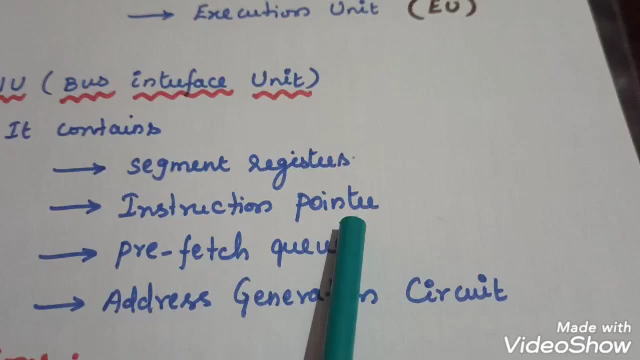 → Execution Unit (EU)
IU (Bus interface Unit)
It contains
→ segment registers
→ Instruction pointer
→ pre-fetch queue
→ Address Generation Circuit
Made with
VideoShow